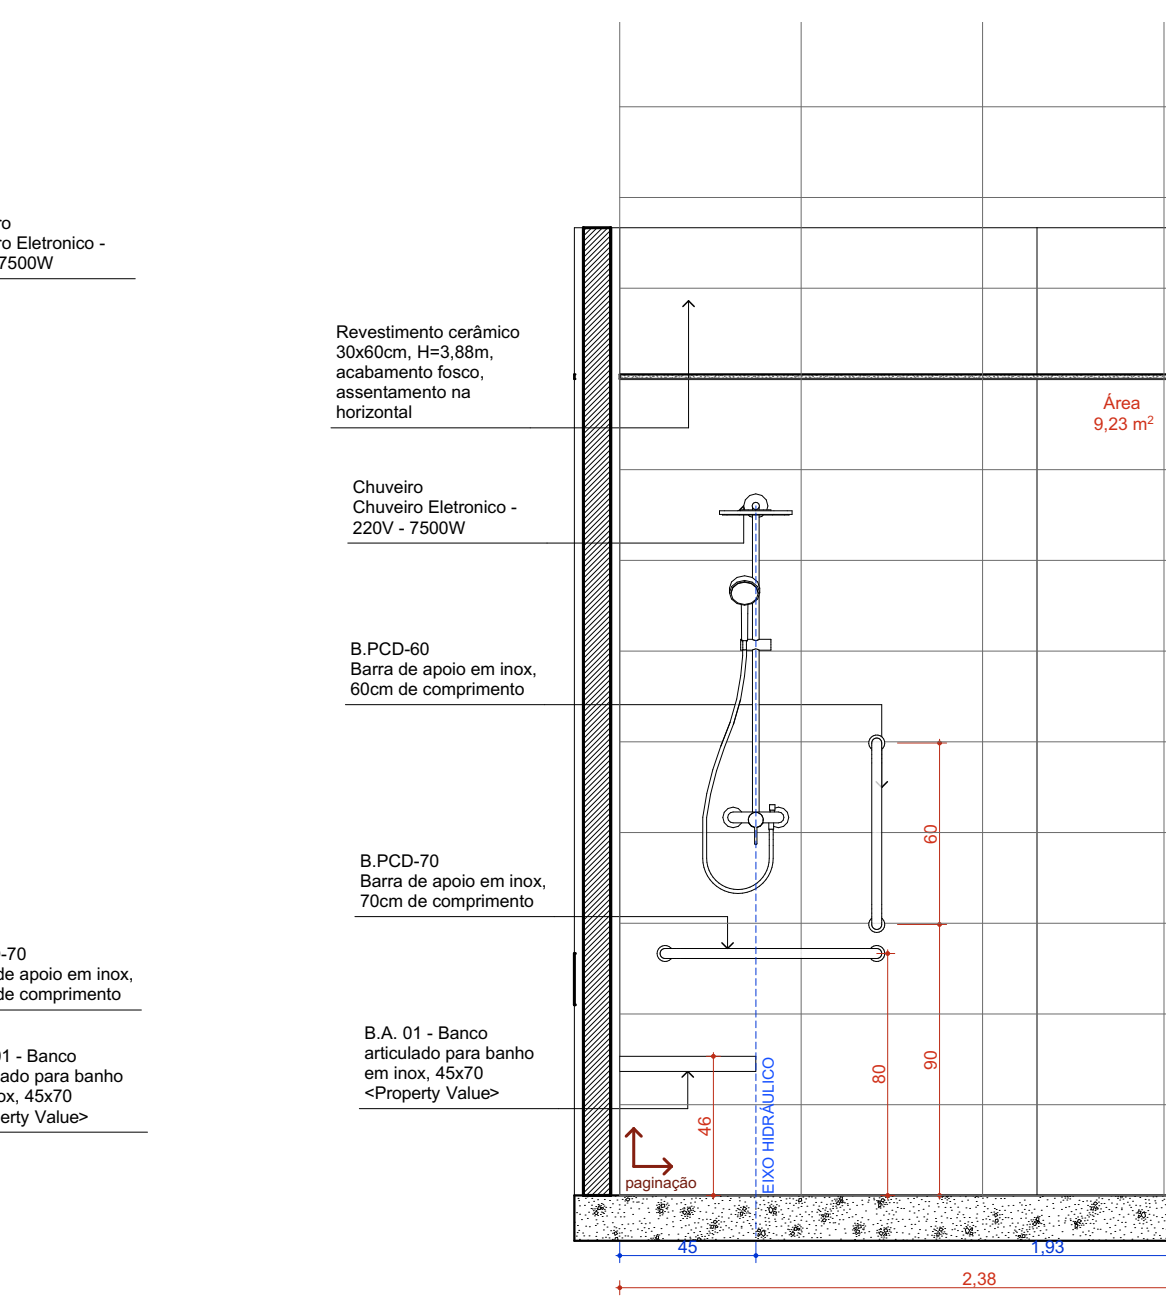 ro
ro Eletronico -
7500W
Revestimento cerâmico
30x60cm, H=3,88m,
acabamento fosco,
assentamento na
horizontal
Área
9,23 m²
Chuveiro
Chuveiro Eletronico -
220V - 7500W
B.PCD-60
Barra de apoio em inox,
60cm de comprimento
60
B.PCD-70
Barra de apoio em inox,
70cm de comprimento
-70
de apoio em inox,
de comprimento
01 - Banco
lado para banho
ox, 45x70
erty Value>
B.A. 01 - Banco
articulado para banho
em inox, 45x70
<Property Value>
46
EIXO HIDRÁULICO
80
90
paginação
45
1,93
2,38